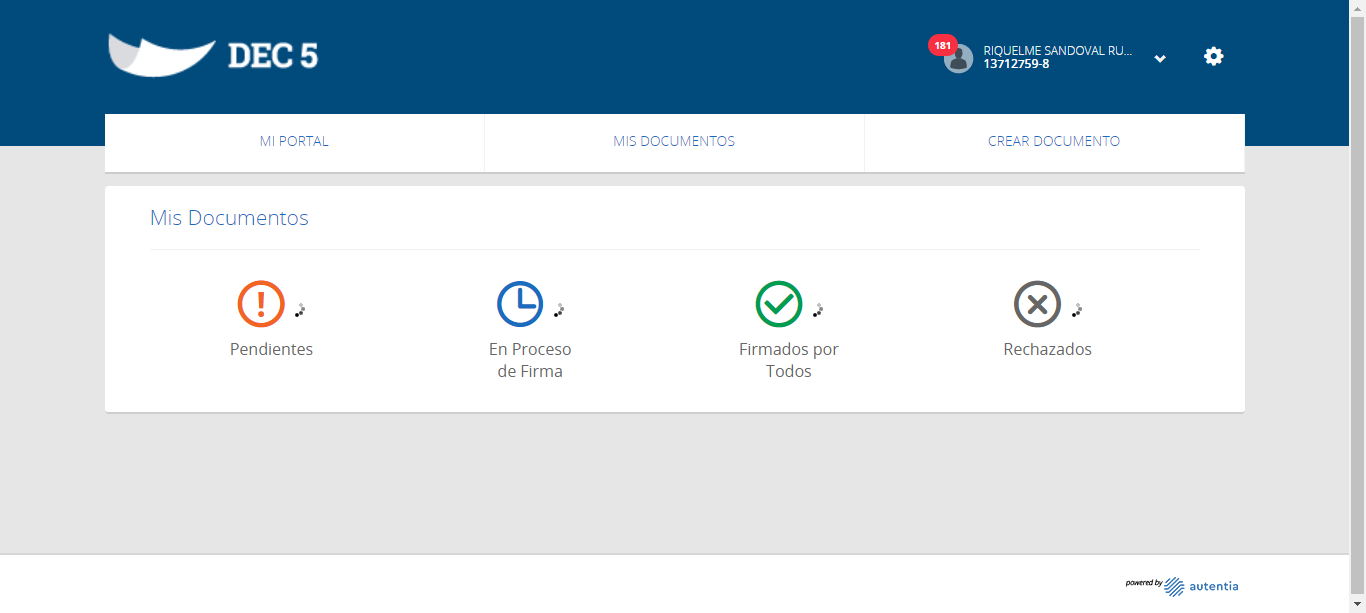 DEC 5
181
RIQUELME SANDOVAL RU...
13712759-8
MI PORTAL
MIS DOCUMENTOS
CREAR DOCUMENTO
Mis Documentos
Pendientes
En Proceso
de Firma
Firmados por
Todos
Rechazados
powered by
autentia